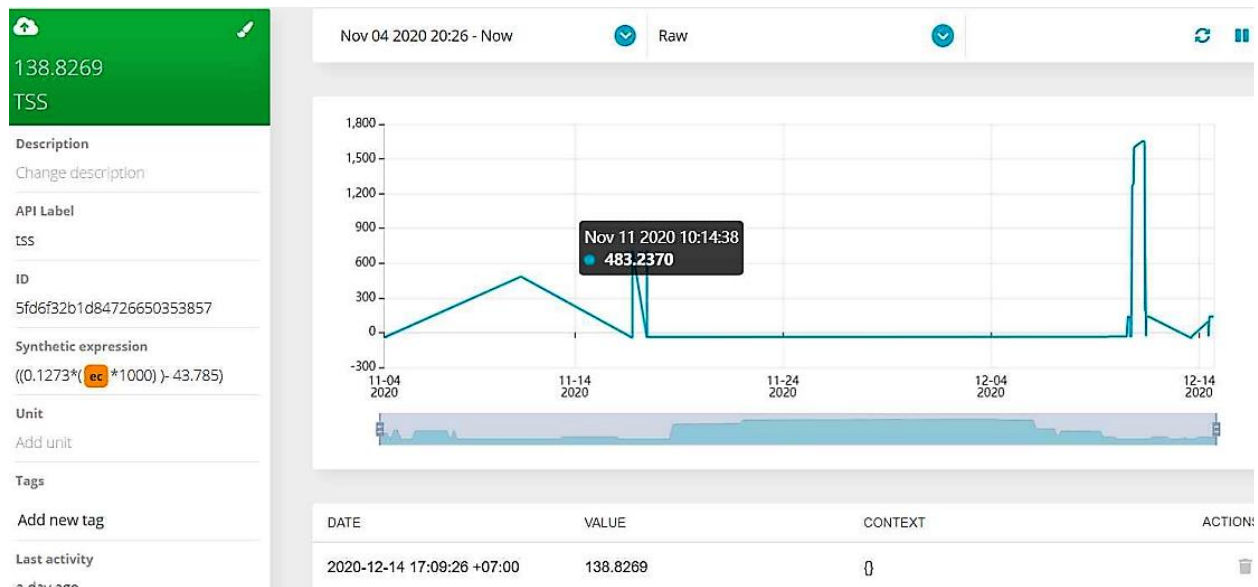 138.8269
TSS
Description
Change description
API Label
tss
ID
5fd6f32b1d84726650353857
Synthetic expression
((0.1273*( ec *1000) )- 43.785)
Unit
Add unit
Tags
Add new tag
Last activity
a day ago
Nov 04 2020 20:26 - Now
Raw
1,800
1,500
1,200
900
600
300
0
-300
Nov 11 2020 10:14:38
483.2370
11-04
2020
11-14
2020
11-24
2020
12-04
2020
12-14
2020
DATE VALUE CONTEXT ACTIONS
2020-12-14 17:09:26 +07:00 138.8269 {}